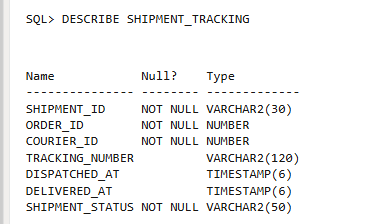 SQL> DESCRIBE SHIPMENT_TRACKING
Name            Null?    Type
--------------- -------- -------------
SHIPMENT_ID     NOT NULL VARCHAR2(30)
ORDER_ID        NOT NULL NUMBER
COURIER_ID      NOT NULL NUMBER
TRACKING_NUMBER          VARCHAR2(120)
DISPATCHED_AT            TIMESTAMP(6)
DELIVERED_AT             TIMESTAMP(6)
SHIPMENT_STATUS NOT NULL VARCHAR2(50)